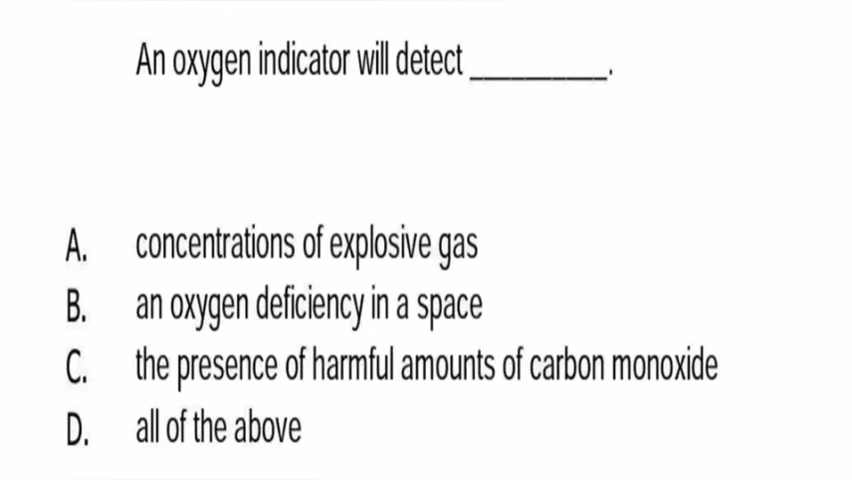 An oxygen indicator will detect __________.
A. concentrations of explosive gas
B. an oxygen deficiency in a space
C. the presence of harmful amounts of carbon monoxide
D. all of the above